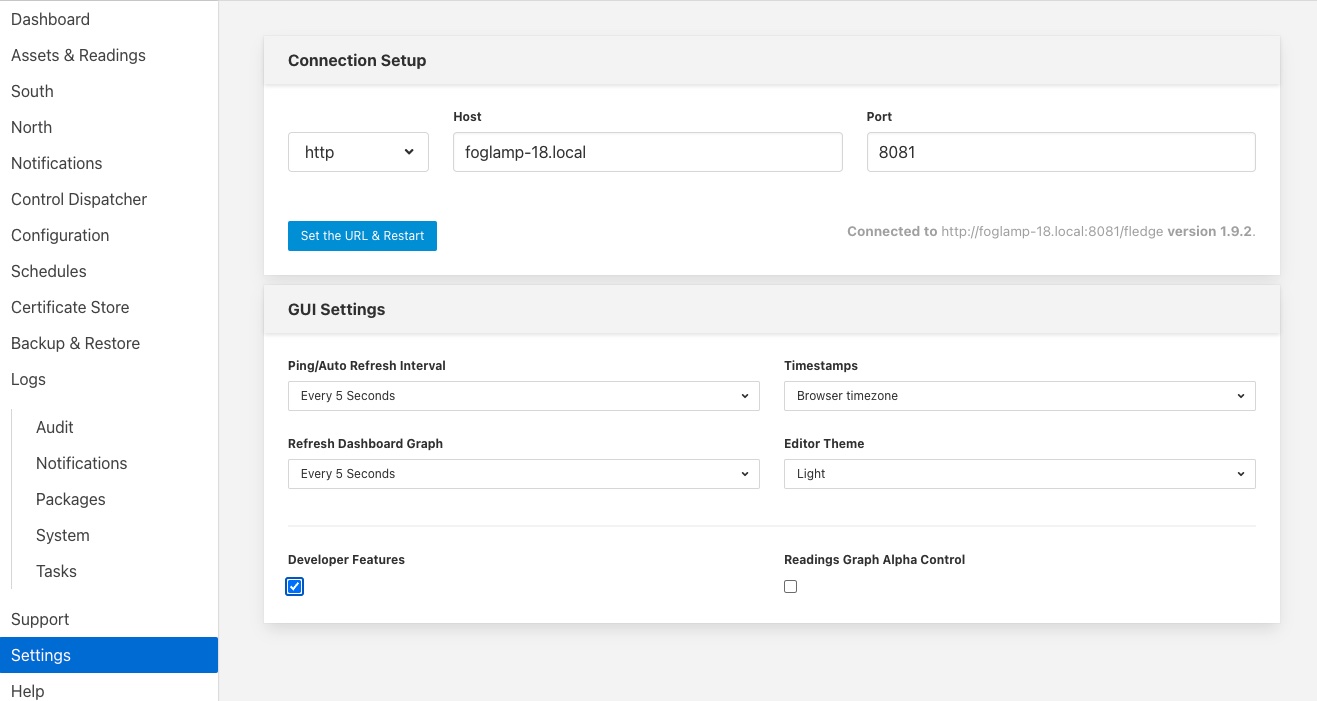 Dashboard
Assets & Readings
South
North
Notifications
Control Dispatcher
Configuration
Schedules
Certificate Store
Backup & Restore
Logs
Audit
Notifications
Packages
System
Tasks
Support
Settings
Help
Connection Setup
Host
Port
http
foglamp-18.local
8081
Set the URL & Restart
Connected to http://foglamp-18.local:8081/fledge version 1.9.2.
GUI Settings
Ping/Auto Refresh Interval
Timestamps
Every 5 Seconds
Browser timezone
Refresh Dashboard Graph
Editor Theme
Every 5 Seconds
Light
Developer Features
Readings Graph Alpha Control